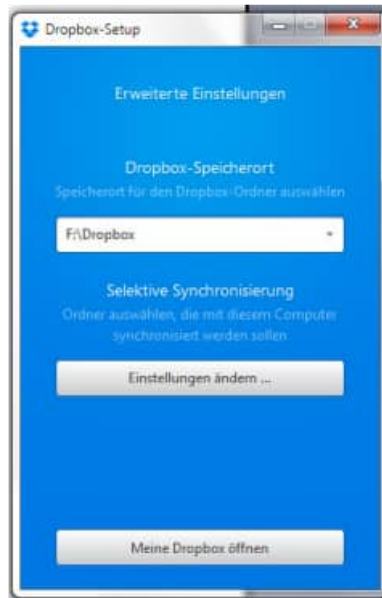 Dropbox-Setup
Erweiterte Einstellungen
Dropbox-Speicherort
Speicherort für den Dropbox-Ordner auswählen
F:\Dropbox
Selektive Synchronisierung
Ordner auswählen, die mit diesem Computer
synchronisiert werden sollen
Einstellungen ändern ...
Meine Dropbox öffnen